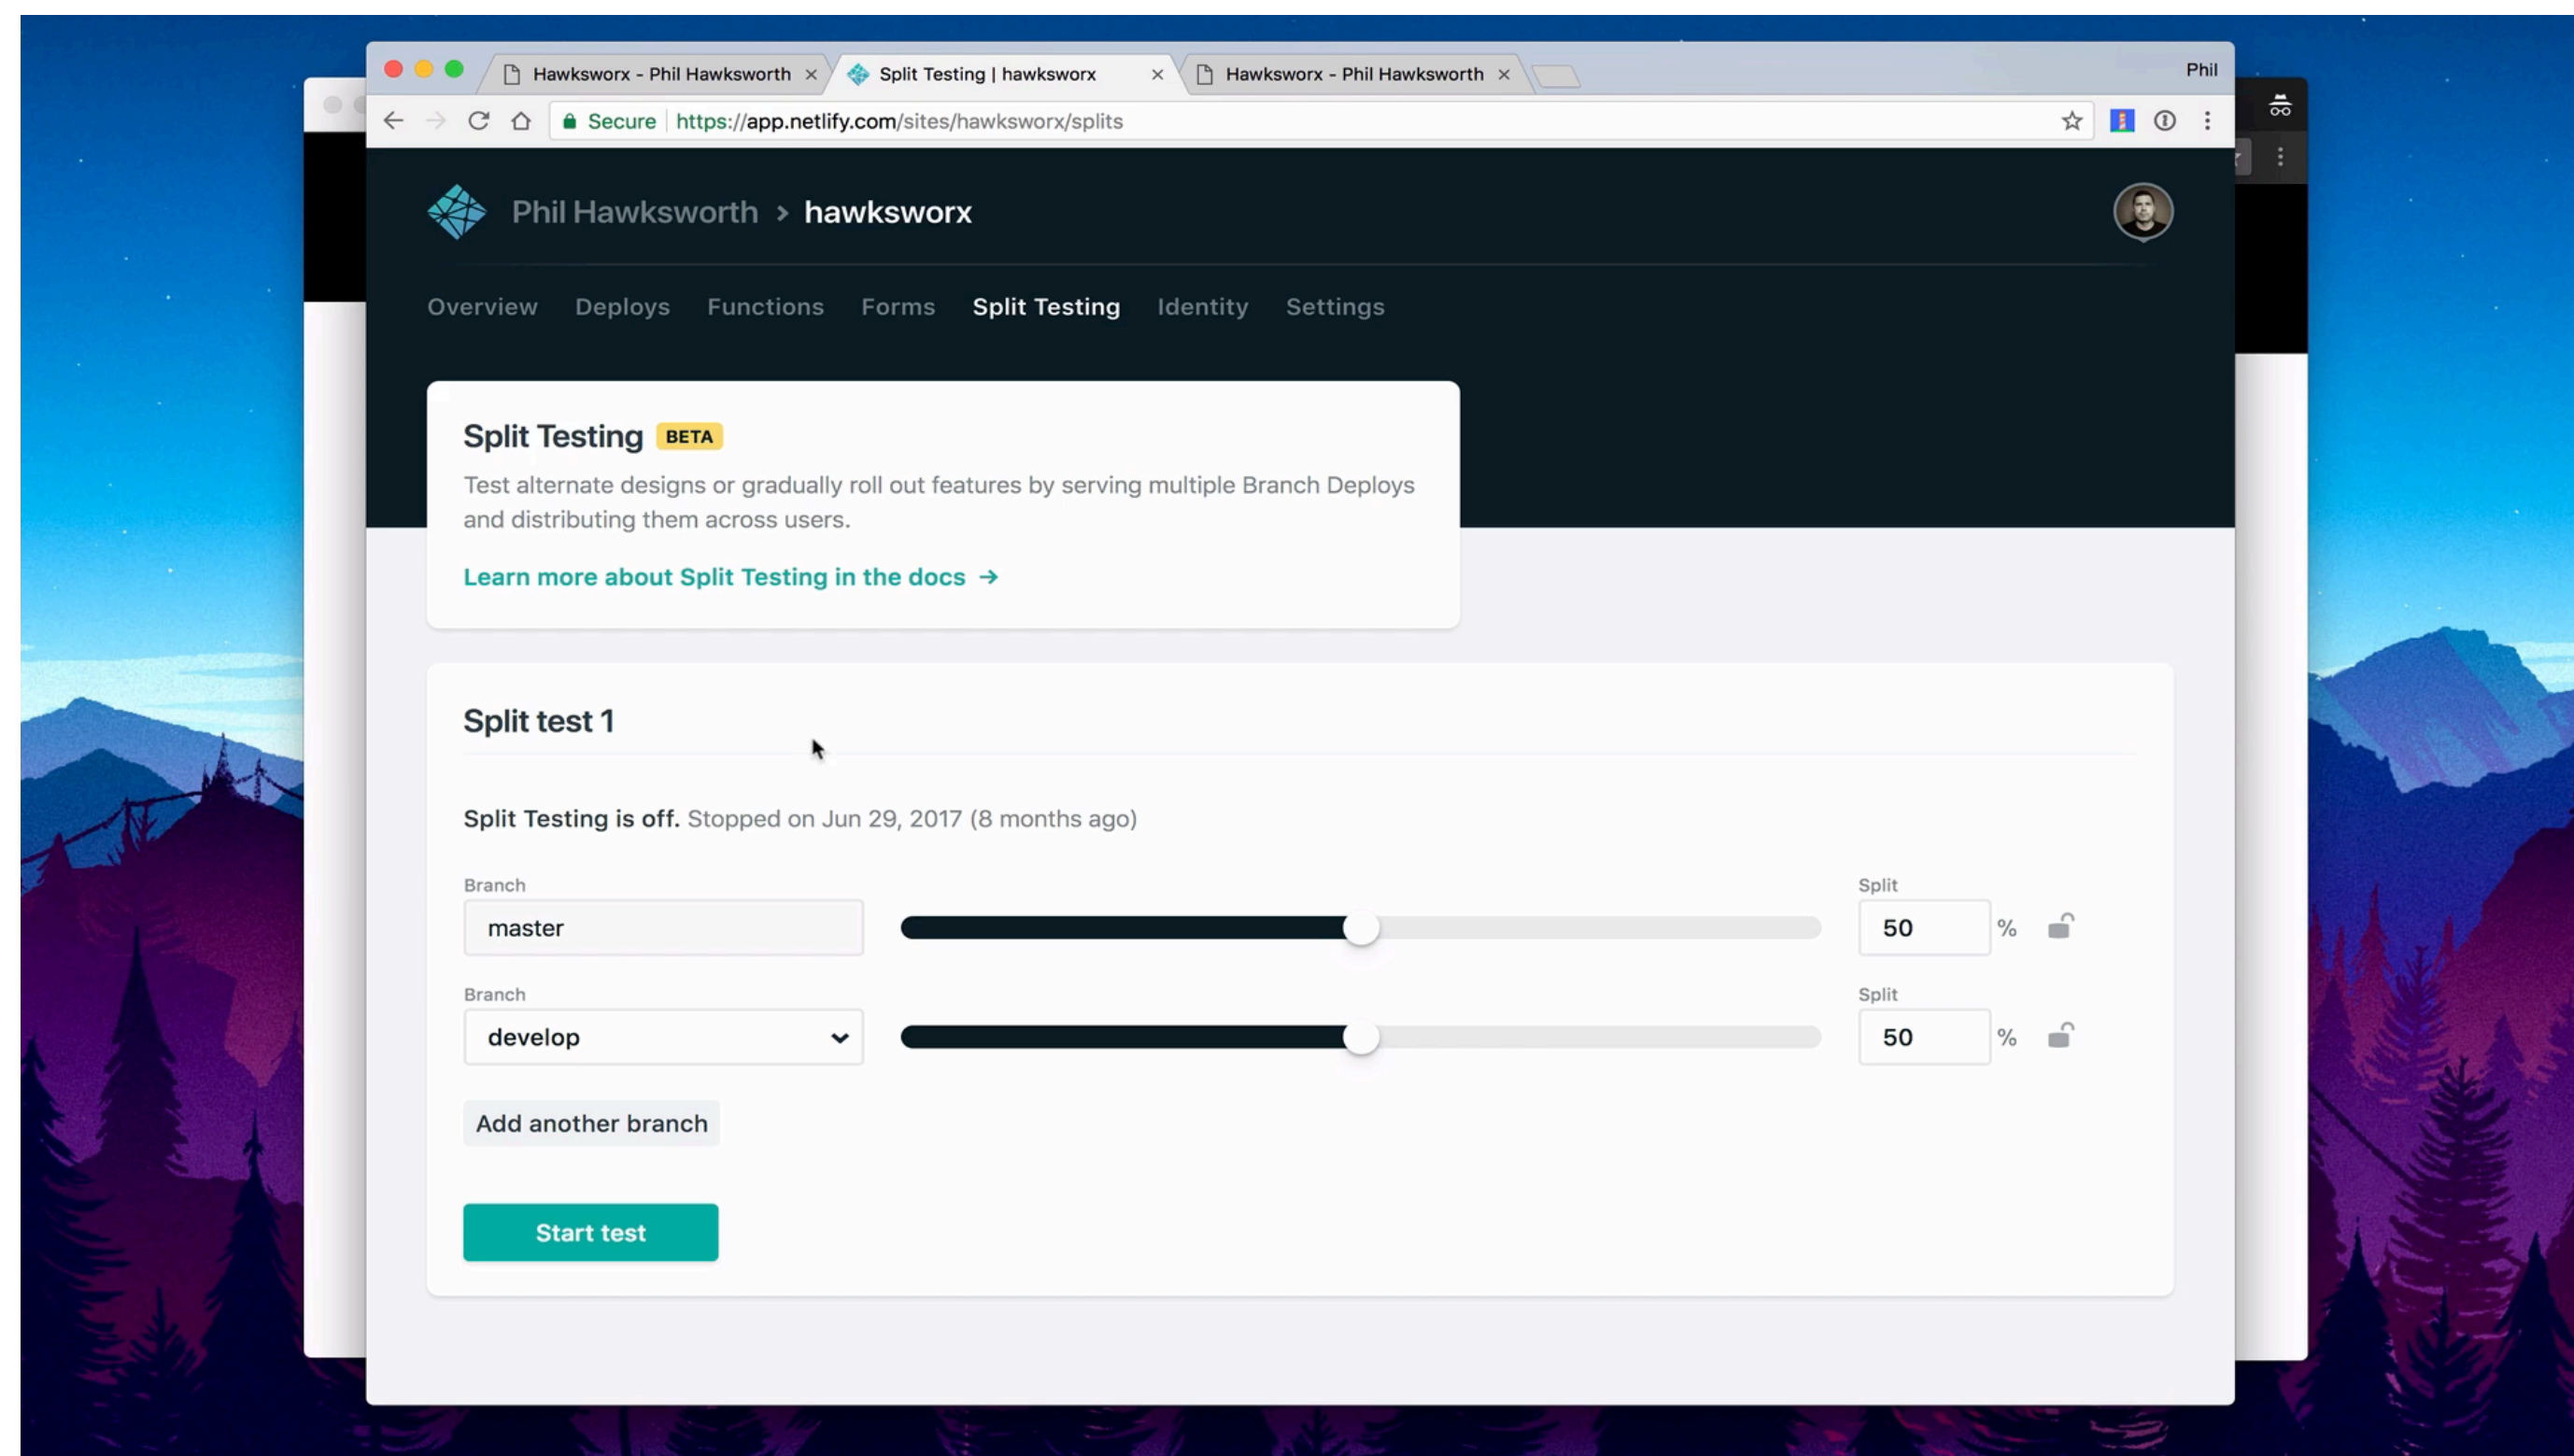 Hawksworx - Phil Hawksworth
Split Testing | hawksworx
Hawksworx - Phil Hawksworth
Phil
Secure
https://app.netlify.com/sites/hawksworx/splits
Phil Hawksworth > hawksworx
Overview Deploys Functions Forms Split Testing Identity Settings
Split Testing BETA
Test alternate designs or gradually roll out features by serving multiple Branch Deploys
and distributing them across users.
Learn more about Split Testing in the docs →
Split test 1
Split Testing is off. Stopped on Jun 29, 2017 (8 months ago)
Branch
Split
master
50 %
Branch
Split
develop
50 %
Add another branch
Start test